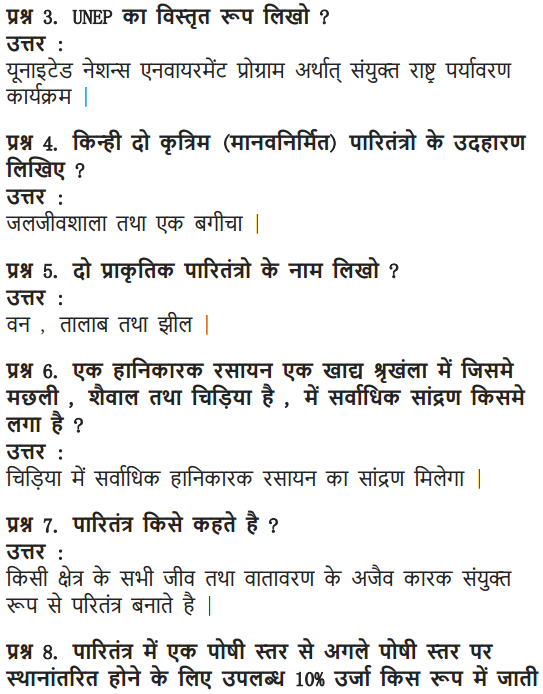 प्रश्न 3. UNEP का विस्तृत रूप लिखो ?
उत्तर :
यूनाइटेड नेशन्स एनवायरमेंट प्रोग्राम अर्थात् संयुक्त राष्ट्र पर्यावरण
कार्यक्रम |
प्रश्न 4. किन्ही दो कृत्रिम (मानवनिर्मित) पारितंत्रो के उदहारण
लिखिए ?
उत्तर :
जलजीवशाला तथा एक बगीचा |
प्रश्न 5. दो प्राकृतिक पारितंत्रो के नाम लिखो ?
उत्तर :
वन , तालाब तथा झील |
प्रश्न 6. एक हानिकारक रसायन एक खाद्य श्रृखंला में जिसमे
मछली , शैवाल तथा चिड़िया है , में सर्वाधिक सांद्रण किसमे
लगा है ?
उत्तर :
चिड़िया में सर्वाधिक हानिकारक रसायन का सांद्रण मिलेगा |
प्रश्न 7. पारितंत्र किसे कहते है ?
उत्तर :
किसी क्षेत्र के सभी जीव तथा वातावरण के अजैव कारक संयुक्त
रूप से परितंत्र बनाते है |
प्रश्न 8. पारितंत्र में एक पोषी स्तर से अगले पोषी स्तर पर
स्थानांतरित होने के लिए उपलब्ध 10% उर्जा किस रूप में जाती